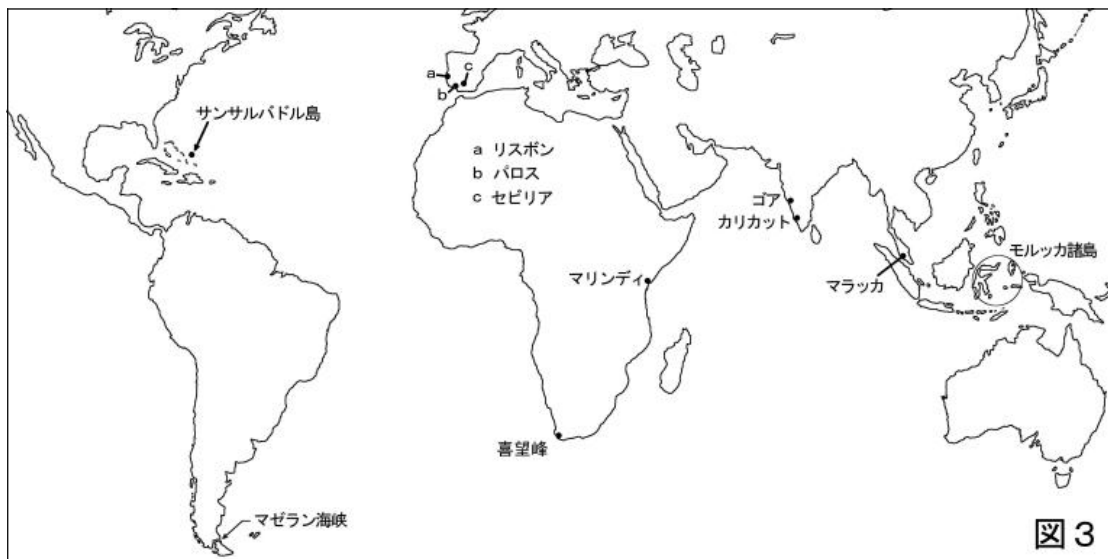 サンサルバドル島
a
b
c
a リスボン
b パロス
c セビリア
ゴア
カリカット
マリンディ
マラッカ
モルッカ諸島
喜望峰
マゼラン海峡
図3